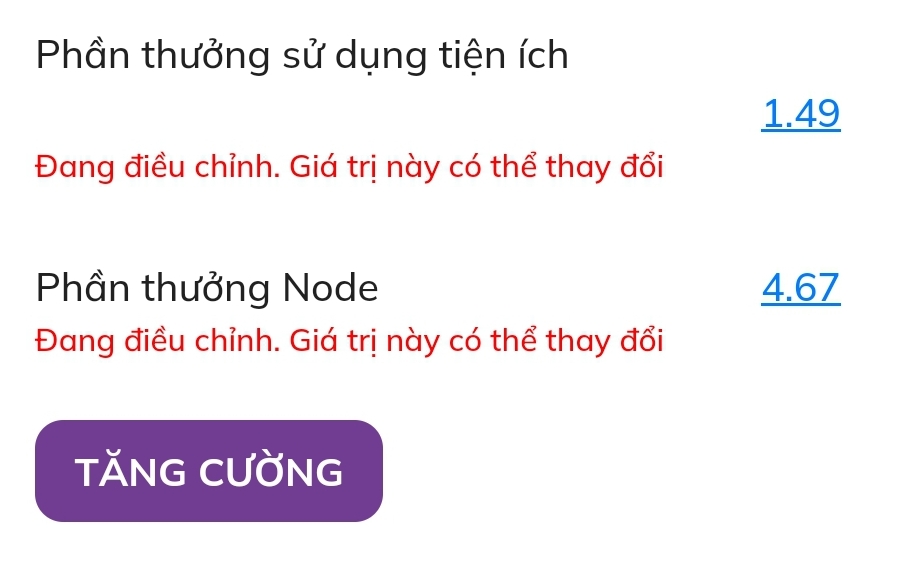 Phần thưởng sử dụng tiện ích
1.49
Đang điều chỉnh. Giá trị này có thể thay đổi
Phần thưởng Node 4.67
Đang điều chỉnh. Giá trị này có thể thay đổi
TĂNG CƯỜNG